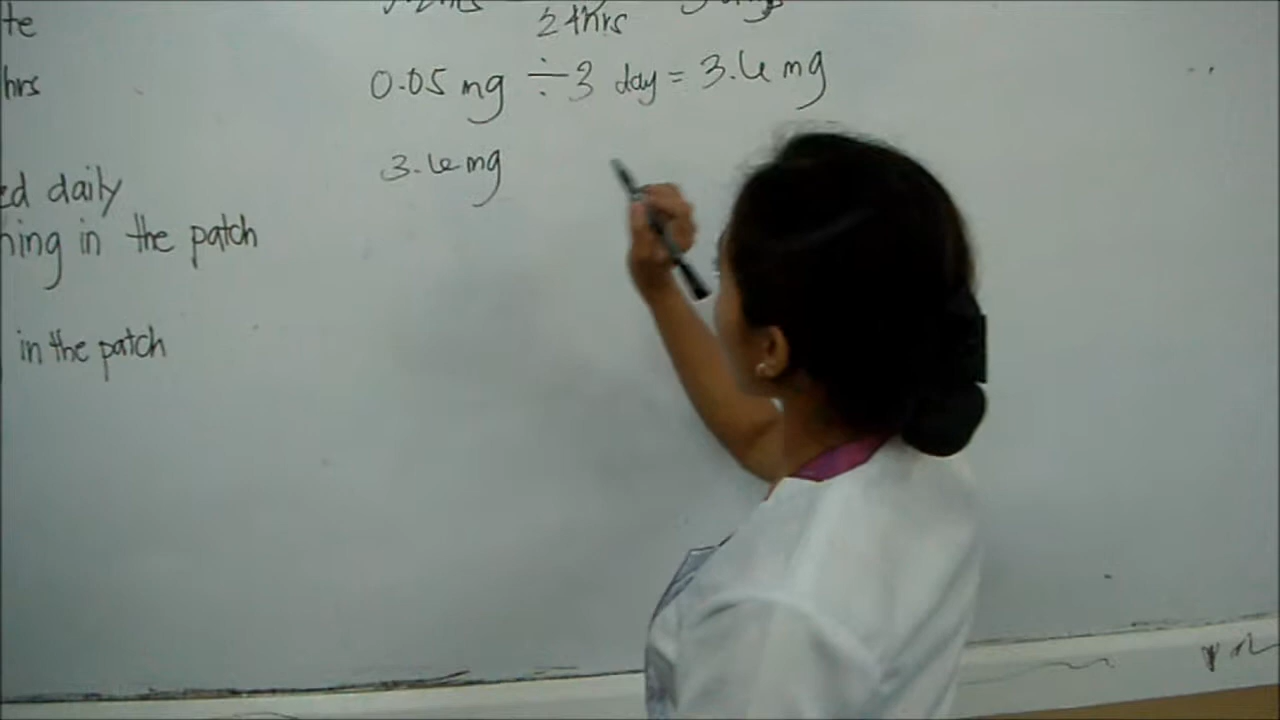 te
hrs
ed daily
hing in the patch
in the patch
24hrs
0.05 mg ÷ 3 day = 3.6 mg
3.6 mg